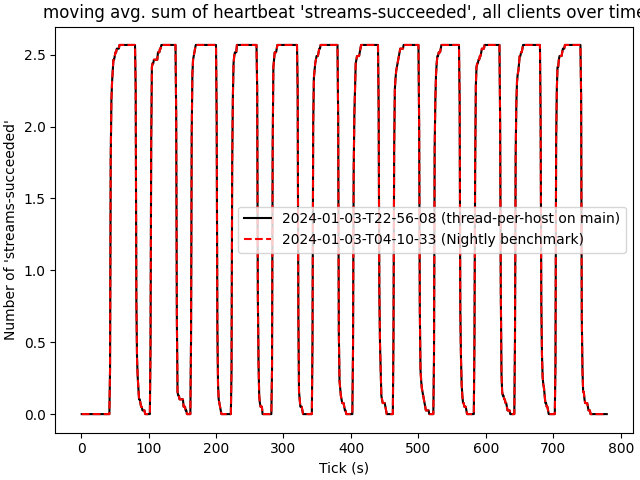 moving avg. sum of heartbeat 'streams-succeeded', all clients over time
Number of 'streams-succeeded'
2.5
2.0
1.5
1.0
0.5
0.0
2024-01-03-T22-56-08 (thread-per-host on main)
2024-01-03-T04-10-33 (Nightly benchmark)
0 100 200 300 400 500 600 700 800
Tick (s)